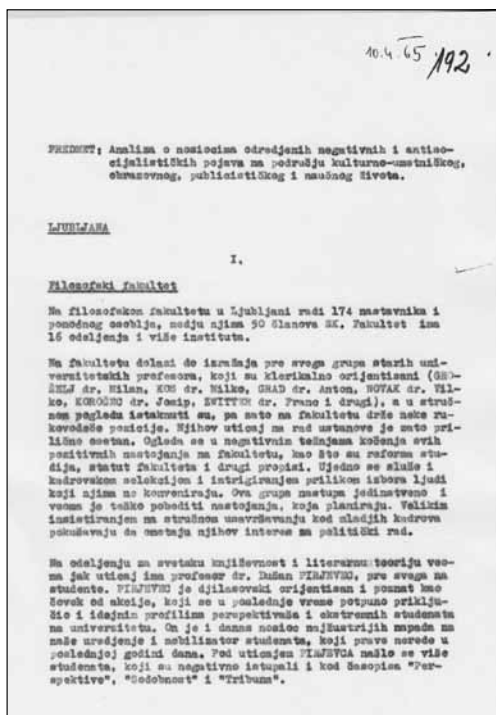 10.4.65 192
PREDMET: Analiza o nosiocima odredjenih negativnih i antiso-
cijalističkih pojava na području kulturno-umetničkog,
obrazovnog, publicističkog i naučnog života.
LJUBLJANA
I.
Filozofski fakultet
Na filozofskom fakultetu u Ljubljani radi 174 nastavnika i
pomoćnog osoblja, medju njima 50 članova SK. Fakultet ima
16 odeljenja i više instituta.
Na fakultetu dolazi do izražaja pre svega grupa starih uni-
verzitetskih profesora, koji su klerikalno orijentisani (GRO-
ŠELJ dr. Milan, KOS dr. Milko, GRAD dr. Anton, NOVAK dr. Vil-
ko, KOROŠEC dr. Josip, ZWITTER dr. Franc i drugi), a u struč-
nom pogledu istaknuti su, pa zato na fakultetu drže neke ru-
kovodeće pozicije. Njihov uticaj na rad ustanove je zato pri-
lično osetan. Ogleda se u negativnim težnjama kočenja svih
pozitivnih nastojanja na fakultetu, kao što su reforma stu-
dija, statut fakulteta i drugi propisi. Ujedno se služe i
kadrovskom selekcijom i intrigiranjem prilikom izbora ljudi
koji njima ne konveniraju. Ova grupa nastupa jedinstveno i
veoma je teško pobediti nastojanja, koja planiraju. Velikim
insistiranjem na stručnom usavršavanju kod mladjih kadrova
pokušavaju da ometaju njihov interes za politički rad.
Na odeljenju za svetsku književnost i literarnu teoriju veo-
ma jak uticaj ima profesor dr. Dušan PIRJEVEC, pre svega na
studente. PIRJEVEC je djilasovski orijentisan i poznat kao
čovek od akcije, koji se u poslednje vreme potpuno priklju-
čio i idejnim profilima perspektivaša i ekstremnih studenata
na univerzitetu. On je i danas nosioc najžustrijih napada na
naše uredjenje i mobilizator studenata, koji prave nerede u
poslednjoj godini dana. Pod uticajem PIRJEVCA našlo se više
studenata, koji su negativno istupali i kod časopisa "Per-
spektive", "Sodobnost" i "Tribuna".